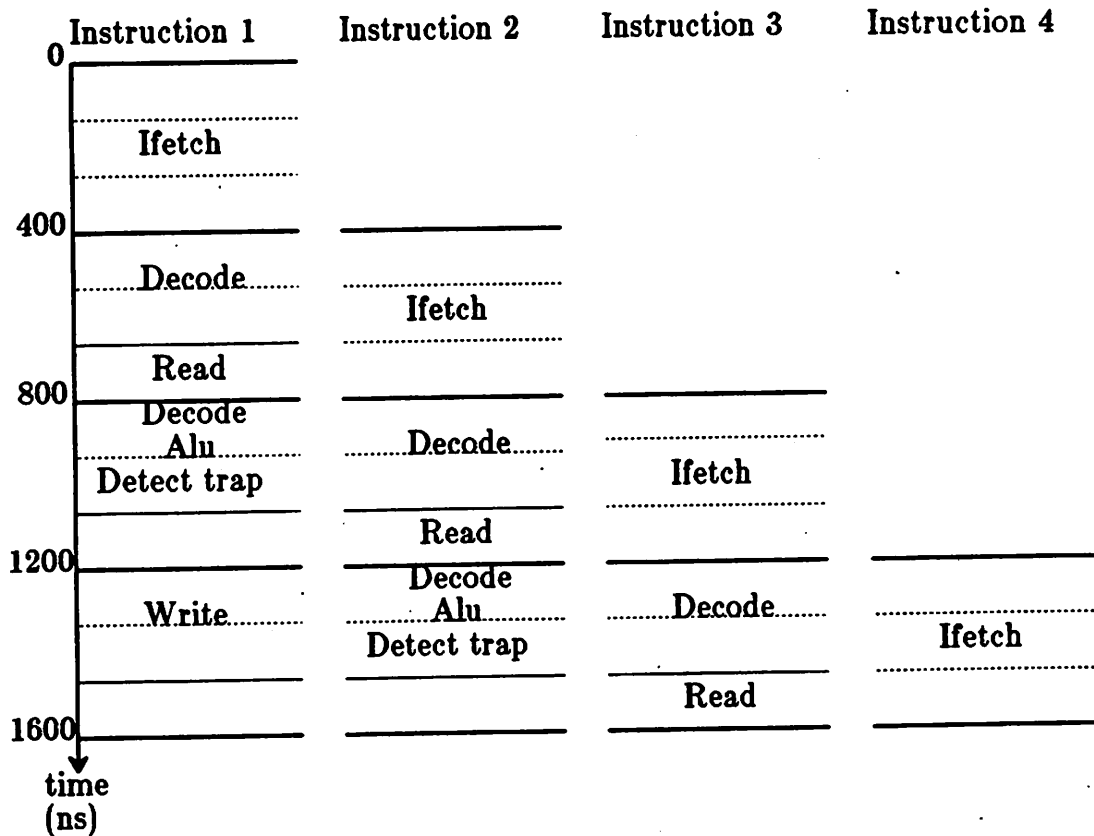 Instruction 1 Instruction 2 Instruction 3 Instruction 4
0
Ifetch
400
Decode
Ifetch
Read
800
Decode
Alu Decode
Ifetch
Detect trap
Read
1200
Decode
Write Alu Decode
Ifetch
Detect trap
Read
1600
time
(ns)